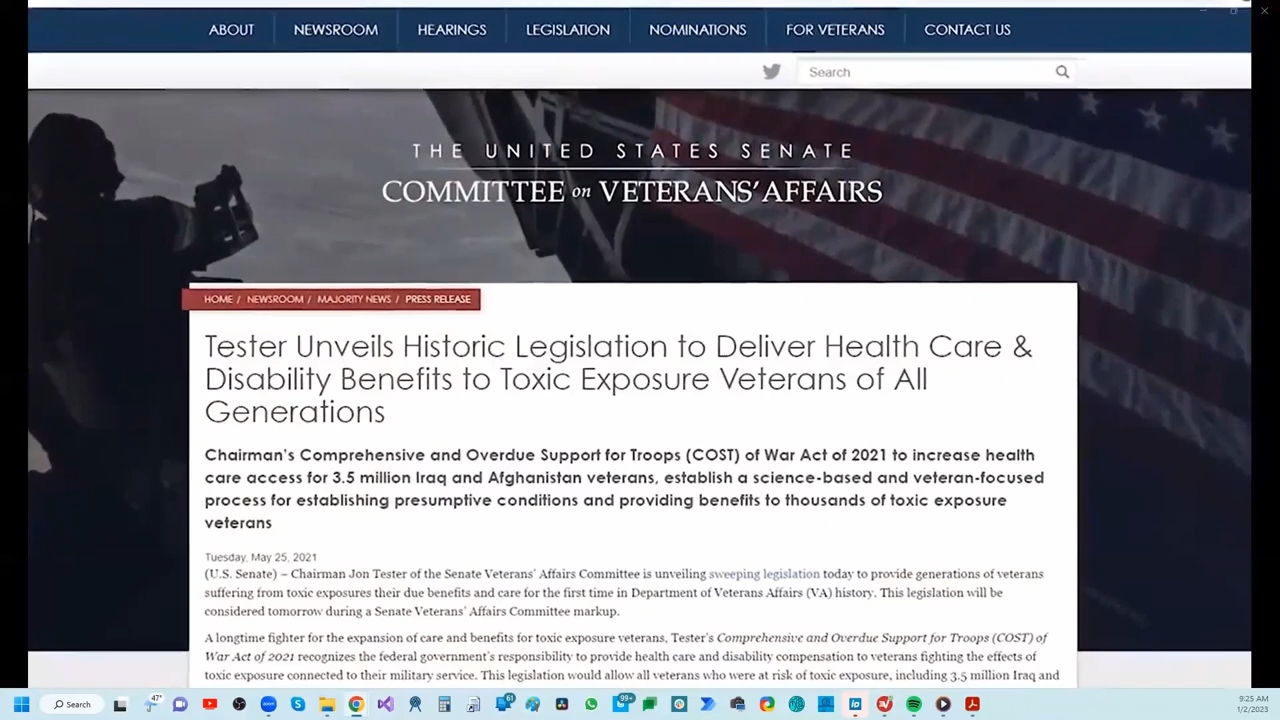 ABOUT NEWSROOM HEARINGS LEGISLATION NOMINATIONS FOR VETERANS CONTACT US
Search
THE UNITED STATES SENATE
COMMITTEE on VETERANS' AFFAIRS
HOME / NEWSROOM / MAJORITY NEWS / PRESS RELEASE
Tester Unveils Historic Legislation to Deliver Health Care &
Disability Benefits to Toxic Exposure Veterans of All
Generations
Chairman's Comprehensive and Overdue Support for Troops (COST) of War Act of 2021 to increase health
care access for 3.5 million Iraq and Afghanistan veterans, establish a science-based and veteran-focused
process for establishing presumptive conditions and providing benefits to thousands of toxic exposure
veterans
Tuesday, May 25, 2021
(U.S. Senate) – Chairman Jon Tester of the Senate Veterans' Affairs Committee is unveiling sweeping legislation today to provide generations of veterans
suffering from toxic exposures their due benefits and care for the first time in Department of Veterans Affairs (VA) history. This legislation will be
considered tomorrow during a Senate Veterans' Affairs Committee markup.
A longtime fighter for the expansion of care and benefits for toxic exposure veterans, Tester's Comprehensive and Overdue Support for Troops (COST) of
War Act of 2021 recognizes the federal government's responsibility to provide health care and disability compensation to veterans fighting the effects of
toxic exposure connected to their military service. This legislation would allow all veterans who were at risk of toxic exposure, including 3.5 million Iraq and
Search 47° 61 99+ 9:25 AM
1/2/2023